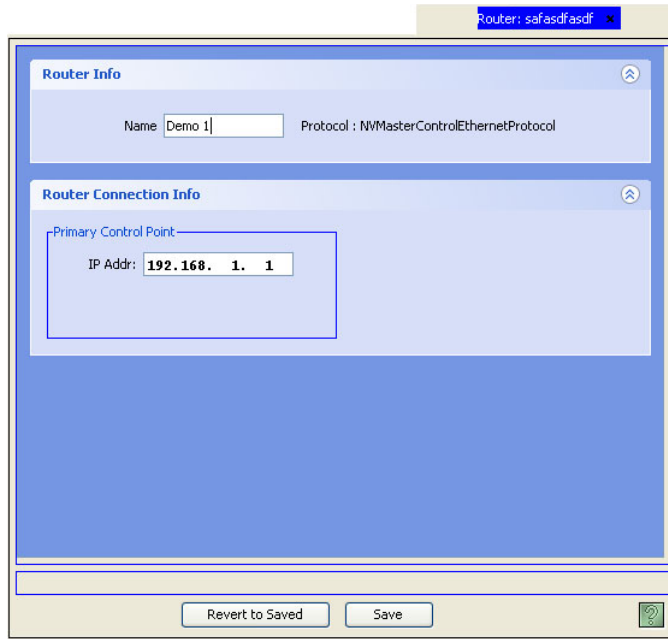 Router: safasdfasdf ×
Router Info
Name Demo 1 Protocol : NVMasterControlEthernetProtocol
Router Connection Info
Primary Control Point
IP Addr: 192.168. 1. 1
Revert to Saved Save ?